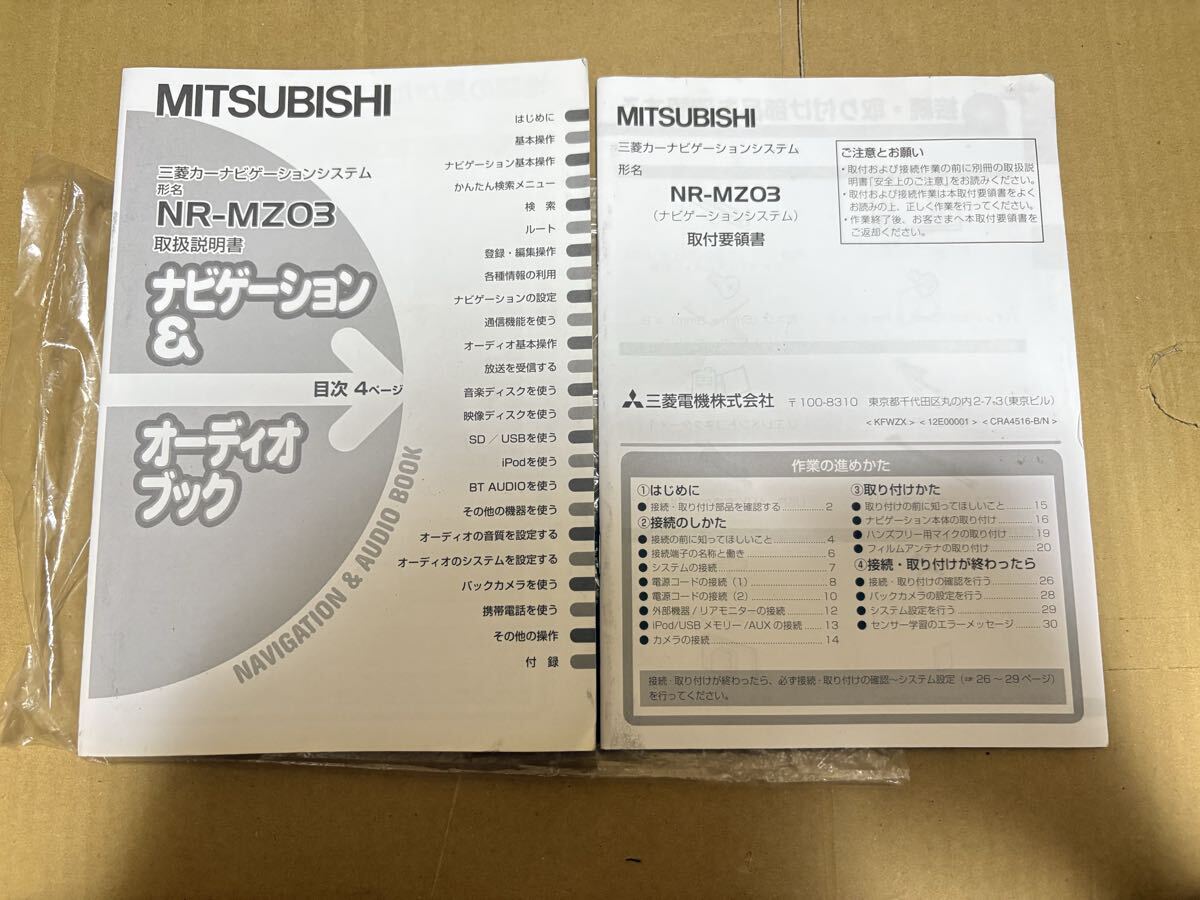 MITSUBISHI
三菱カーナビゲーションシステム
形名
NR-MZ03
取扱説明書
ナビゲーション
&
目次 4ページ
オーディオ
ブック
NAVIGATION & AUDIO BOOK
はじめに
基本操作
ナビゲーション基本操作
かんたん検索メニュー
検 索
ルート
登録・編集操作
各種情報の利用
ナビゲーションの設定
通信機能を使う
オーディオ基本操作
放送を受信する
音楽ディスクを使う
映像ディスクを使う
SD／USBを使う
iPodを使う
BT AUDIOを使う
その他の機器を使う
オーディオの音質を設定する
オーディオのシステムを設定する
バックカメラを使う
携帯電話を使う
その他の操作
付 録
MITSUBISHI
三菱カーナビゲーションシステム
形名
NR-MZ03
（ナビゲーションシステム）
取付要領書
ご注意とお願い
・取付および接続作業の前に別冊の取扱説
明書「安全上のご注意」をお読みください。
・取付および接続作業は本取付要領書をよく
お読みの上、正しく作業を行ってください。
・作業終了後、お客さまへ本取付要領書を
ご返却ください。
三菱電機株式会社 〒100-8310 東京都千代田区丸の内2-7-3(東京ビル)
< KFWZX > < 12E00001 > < CRA4516-B/N >
作業の進めかた
①はじめに
● 接続・取り付け部品を確認する 2
②接続のしかた
● 接続の前に知ってほしいこと 4
● 接続端子の名称と働き 6
● システムの接続 7
● 電源コードの接続（1） 8
● 電源コードの接続（2） 10
● 外部機器 / リアモニターの接続 12
● iPod/USB メモリー /AUX の接続 13
● カメラの接続 14
③取り付けかた
● 取り付けの前に知ってほしいこと 15
● ナビゲーション本体の取り付け 16
● ハンズフリー用マイクの取り付け 19
● フィルムアンテナの取り付け 20
④接続・取り付けが終わったら
● 接続・取り付けの確認を行う 26
● バックカメラの設定を行う 28
● システム設定を行う 29
● センサー学習のエラーメッセージ 30
接続・取り付けが終わったら、必ず接続・取り付けの確認～システム設定（☞ 26 ～ 29 ページ）
を行ってください。